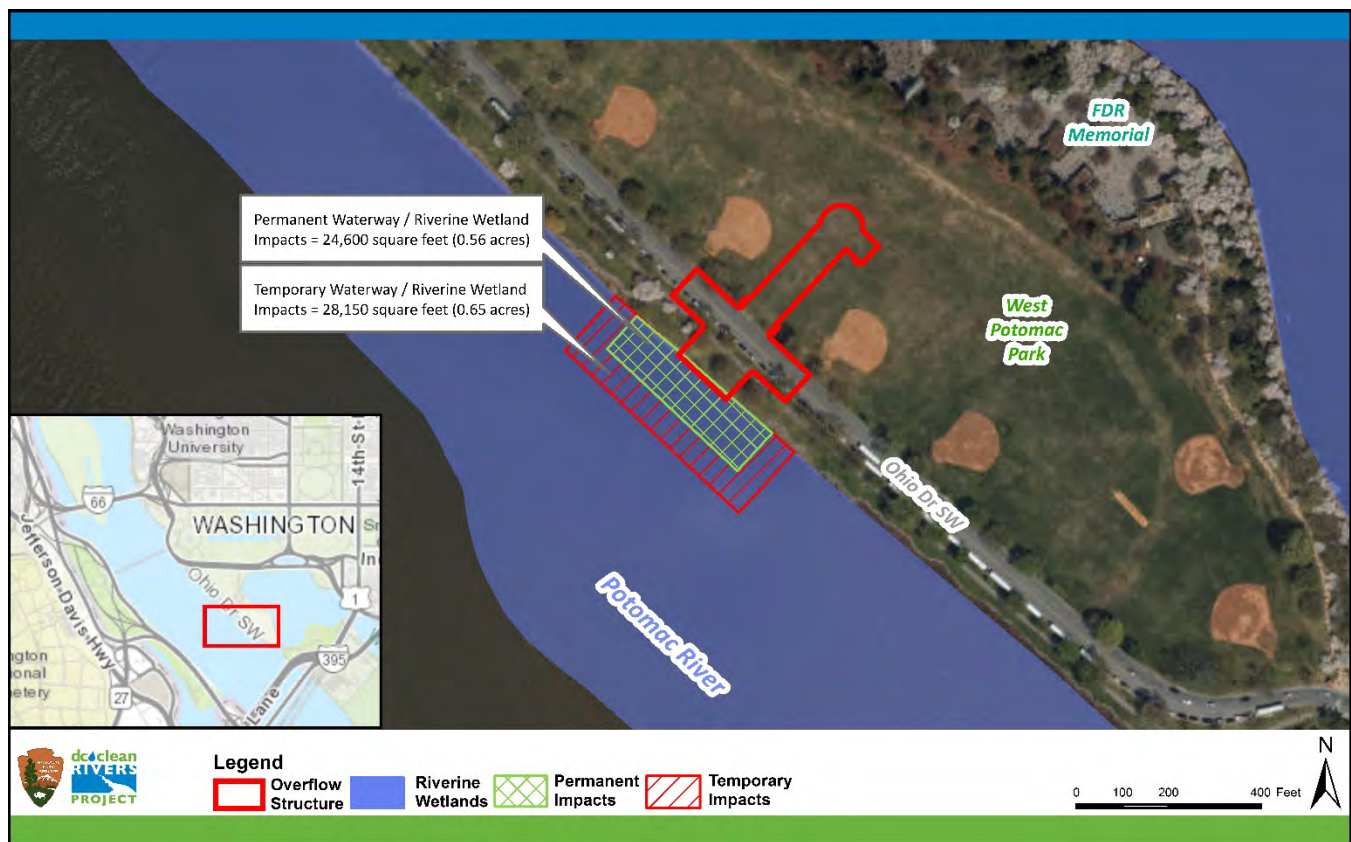 FDR
Memorial
Permanent Waterway / Riverine Wetland
Impacts = 24,600 square feet (0.56 acres)
Temporary Waterway / Riverine Wetland
Impacts = 28,150 square feet (0.65 acres)
West
Potomac
Park
Ohio Dr SW
Potomac River
Washington
University
14th-St-
66
WASHINGTON
Ohio Dr SW
Jefferson-Davis-Hwy
1
395
27
Lane
ngton
ional
etery
dc clean
RIVERS
PROJECT
Legend
Overflow
Structure
Riverine
Wetlands
Permanent
Impacts
Temporary
Impacts
0 100 200 400 Feet
N